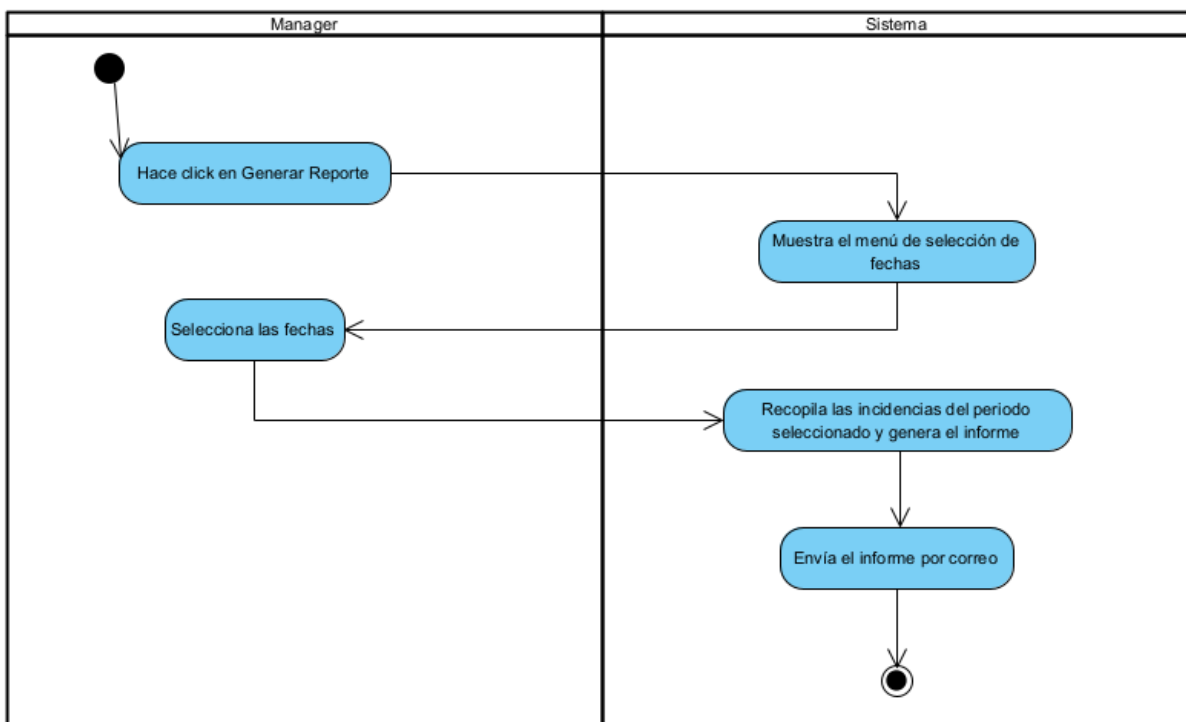 Manager
Sistema
Hace click en Generar Reporte
Muestra el menú de selección de
fechas
Selecciona las fechas
Recopila las incidencias del periodo
seleccionado y genera el informe
Envía el informe por correo